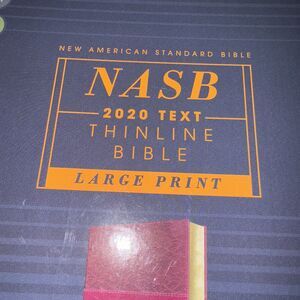 NEW AMERICAN STANDARD BIBLE
NASB
2020 TEXT
THINLINE
BIBLE
LARGE PRINT